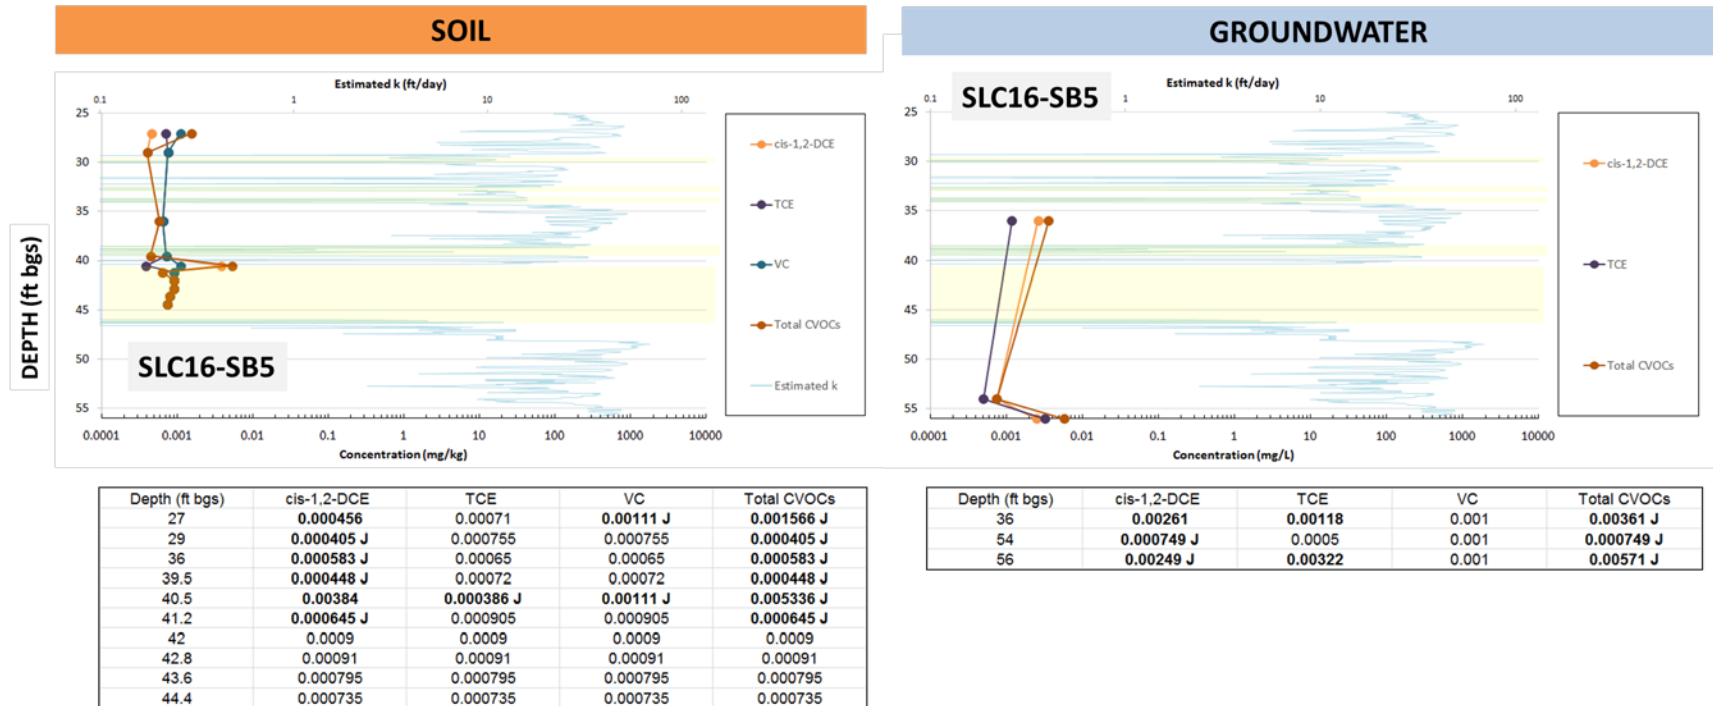 SOIL
Estimated k (ft/day)
0.1 1 10 100
25
30
35
40
45
50
55
DEPTH (ft bgs)
SLC16-SB5
cis-1,2-DCE
TCE
VC
Total CVOCs
Estimated k
0.0001 0.001 0.01 0.1 1 10 100 1000 10000
Concentration (mg/kg)
Depth (ft bgs) cis-1,2-DCE TCE VC Total CVOCs
27 0.000456 0.00071 0.00111 J 0.001566 J
29 0.000405 J 0.000755 0.000755 0.000405 J
36 0.000583 J 0.00065 0.00065 0.000583 J
39.5 0.000448 J 0.00072 0.00072 0.000448 J
40.5 0.00384 0.000386 J 0.00111 J 0.005336 J
41.2 0.000645 J 0.000905 0.000905 0.000645 J
42 0.0009 0.0009 0.0009 0.0009
42.8 0.00091 0.00091 0.00091 0.00091
43.6 0.000795 0.000795 0.000795 0.000795
44.4 0.000735 0.000735 0.000735 0.000735
GROUNDWATER
SLC16-SB5
Estimated k (ft/day)
0.1 1 10 100
25
30
35
40
45
50
55
cis-1,2-DCE
TCE
Total CVOCs
0.0001 0.001 0.01 0.1 1 10 100 1000 10000
Concentration (mg/L)
Depth (ft bgs) cis-1,2-DCE TCE VC Total CVOCs
36 0.00261 0.00118 0.001 0.00361 J
54 0.000749 J 0.0005 0.001 0.000749 J
56 0.00249 J 0.00322 0.001 0.00571 J